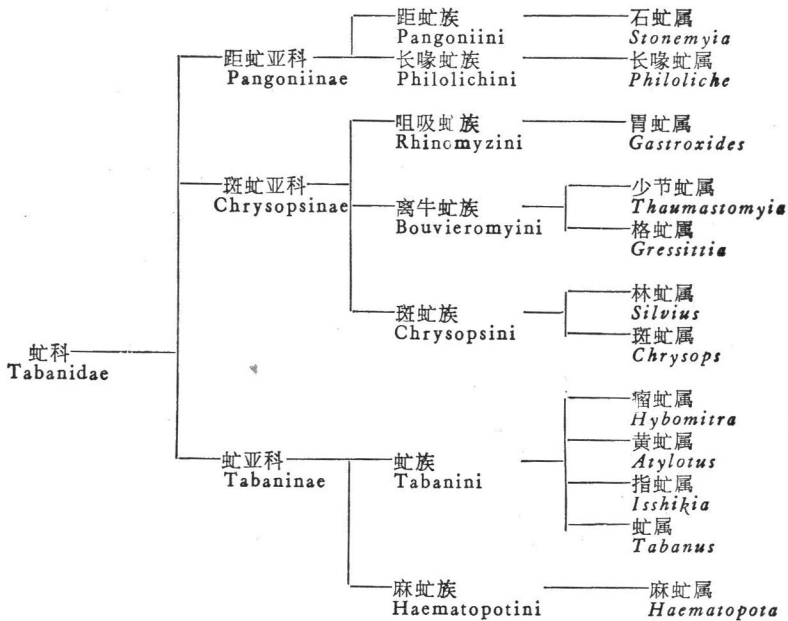 距虻族
Pangoniini
石虻属
Stonemyia
距虻亚科
Pangoniinae
长喙虻族
Philolichini
长喙虻属
Philoliche
咀吸虻族
Rhinomyzini
胃虻属
Gastroxides
斑虻亚科
Chrysopsinae
离牛虻族
Bouvieromyini
少节虻属
Thaumastomyia
格虻属
Gressittia
斑虻族
Chrysopsini
林虻属
Silvius
斑虻属
Chrysops
虻科
Tabanidae
虻亚科
Tabaninae
虻族
Tabanini
瘤虻属
Hybomitra
黄虻属
Atylotus
指虻属
Isshikia
虻属
Tabanus
麻虻族
Haematopotini
麻虻属
Haematopota